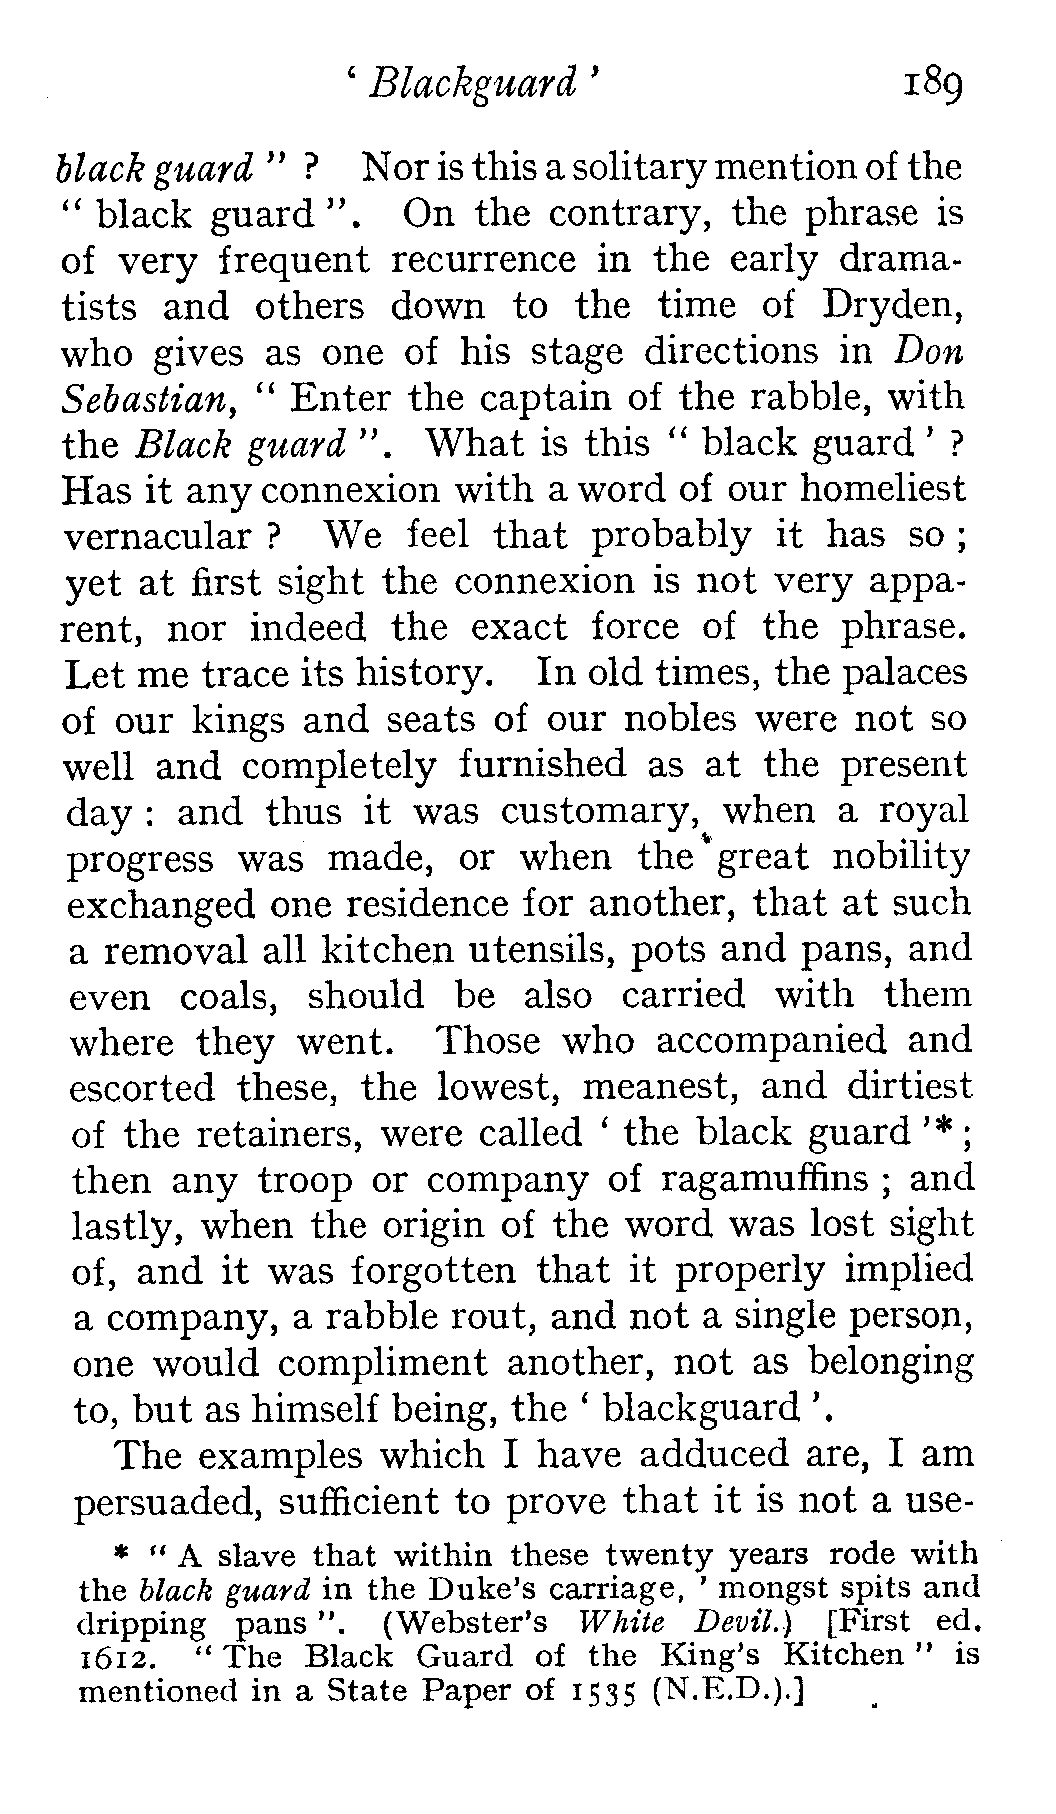 ‘ Blackguard ’ 189
black guard ” ? Nor is this a solitary mention of the
“ black guard ”. On the contrary, the phrase is
of very frequent recurrence in the early drama-
tists and others down to the time of Dryden,
who gives as one of his stage directions in Don
Sebastian, “ Enter the captain of the rabble, with
the Black guard ”. What is this “ black guard ’ ?
Has it any connexion with a word of our homeliest
vernacular ? We feel that probably it has so ;
yet at first sight the connexion is not very appa-
rent, nor indeed the exact force of the phrase.
Let me trace its history. In old times, the palaces
of our kings and seats of our nobles were not so
well and completely furnished as at the present
day : and thus it was customary, when a royal
progress was made, or when the great nobility
exchanged one residence for another, that at such
a removal all kitchen utensils, pots and pans, and
even coals, should be also carried with them
where they went. Those who accompanied and
escorted these, the lowest, meanest, and dirtiest
of the retainers, were called ‘ the black guard ’* ;
then any troop or company of ragamuffins ; and
lastly, when the origin of the word was lost sight
of, and it was forgotten that it properly implied
a company, a rabble rout, and not a single person,
one would compliment another, not as belonging
to, but as himself being, the ‘ blackguard ’.
The examples which I have adduced are, I am
persuaded, sufficient to prove that it is not a use-
* “ A slave that within these twenty years rode with
the black guard in the Duke’s carriage, ’ mongst spits and
dripping pans ”. (Webster’s White Devil.) [First ed.
1612. “ The Black Guard of the King’s Kitchen ” is
mentioned in a State Paper of 1535 (N.E.D.).]